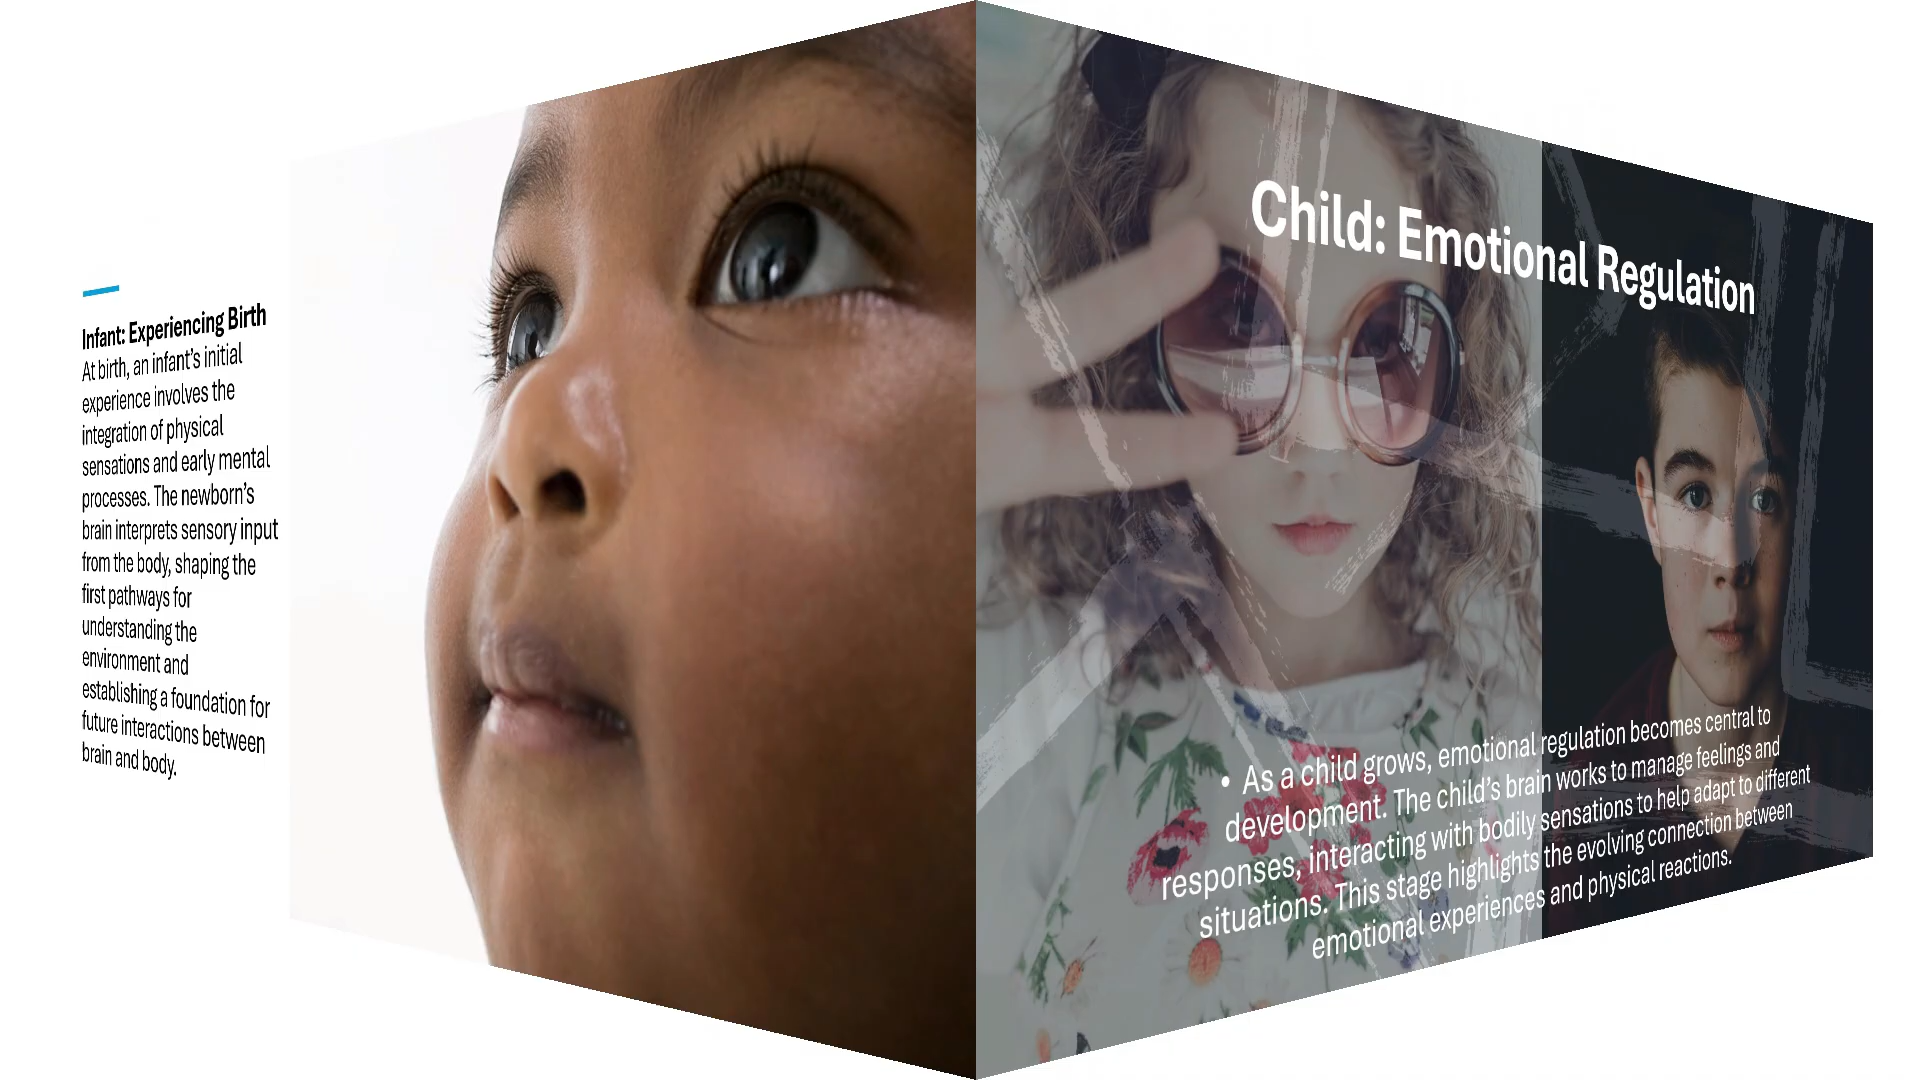 Infant: Experiencing Birth
At birth, an infant’s initial
experience involves the
integration of physical
sensations and early mental
processes. The newborn’s
brain interprets sensory input
from the body, shaping the
first pathways for
understanding the
environment and
establishing a foundation for
future interactions between
brain and body.
Child: Emotional Regulation
• As a child grows, emotional regulation becomes central to
development. The child’s brain works to manage feelings and
responses, interacting with bodily sensations to help adapt to different
situations. This stage highlights the evolving connection between
emotional experiences and physical reactions.